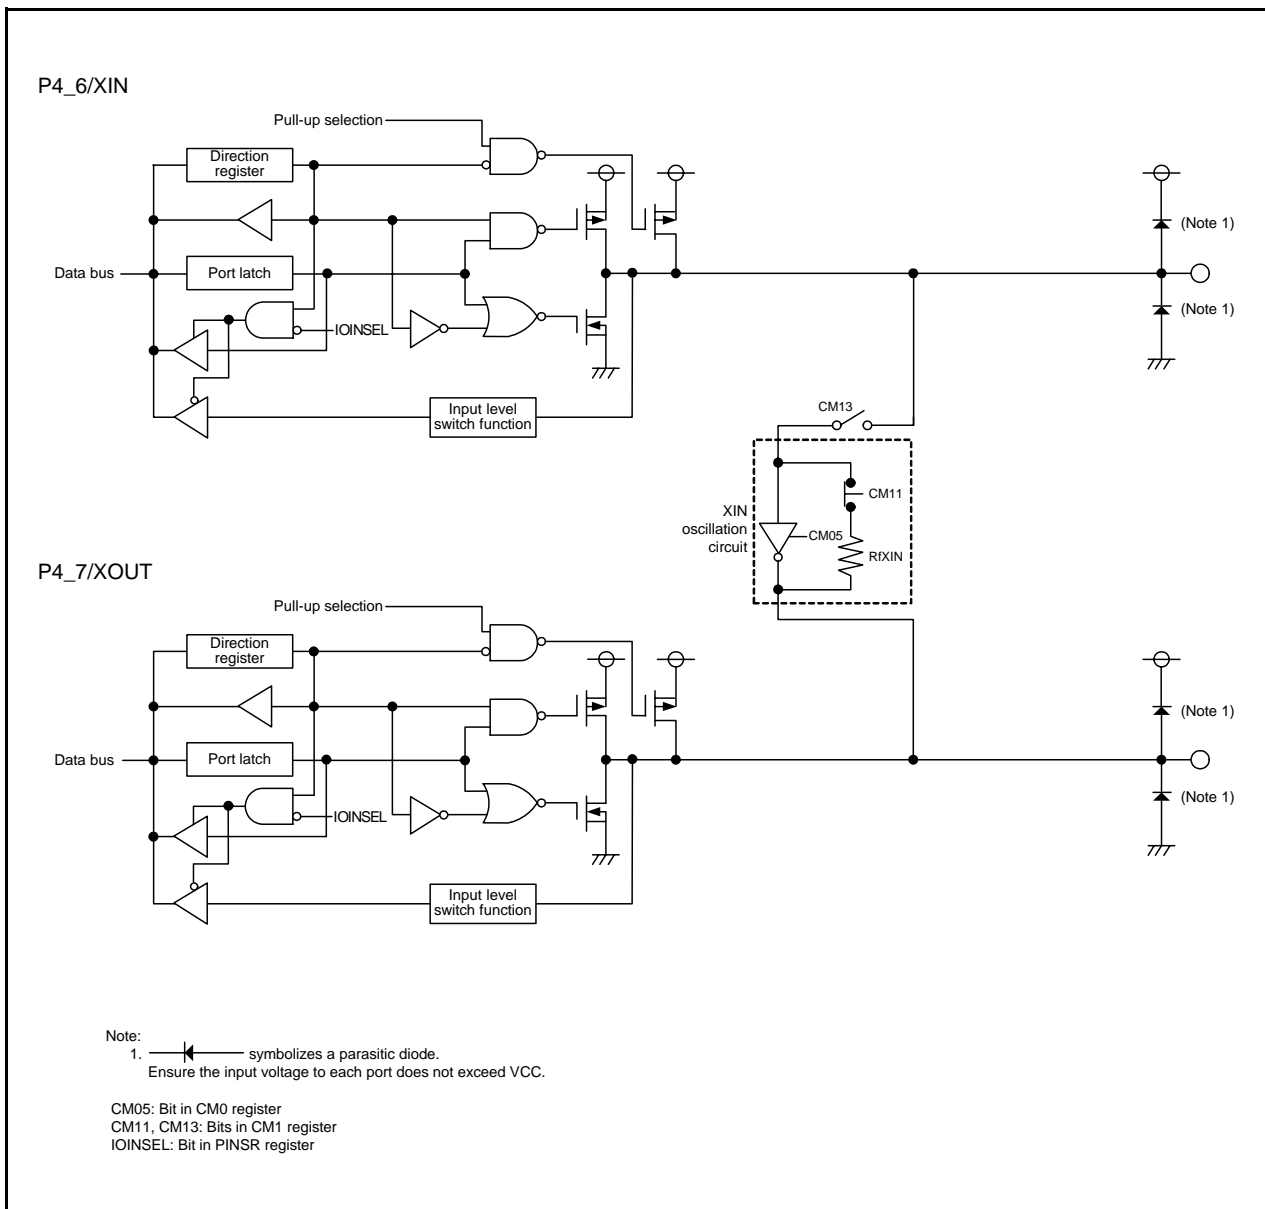 P4_6/XIN
Pull-up selection
Direction
register
(Note 1)
Data bus
Port latch
(Note 1)
IOINSEL
Input level
switch function
CM13
CM11
XIN
oscillation
circuit
CM05
RfXIN
P4_7/XOUT
Pull-up selection
Direction
register
(Note 1)
Data bus
Port latch
(Note 1)
IOINSEL
Input level
switch function
Note:
1. symbolizes a parasitic diode.
Ensure the input voltage to each port does not exceed VCC.
CM05: Bit in CM0 register
CM11, CM13: Bits in CM1 register
IOINSEL: Bit in PINSR register